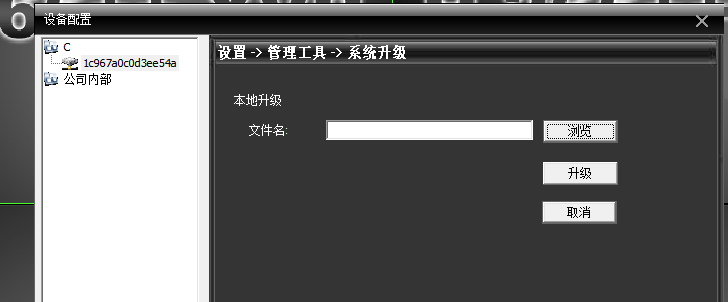 设备配置
C
1c967a0c0d3ee54a
公司内部
设置 -> 管理工具 -> 系统升级
本地升级
文件名:
浏览
升级
取消